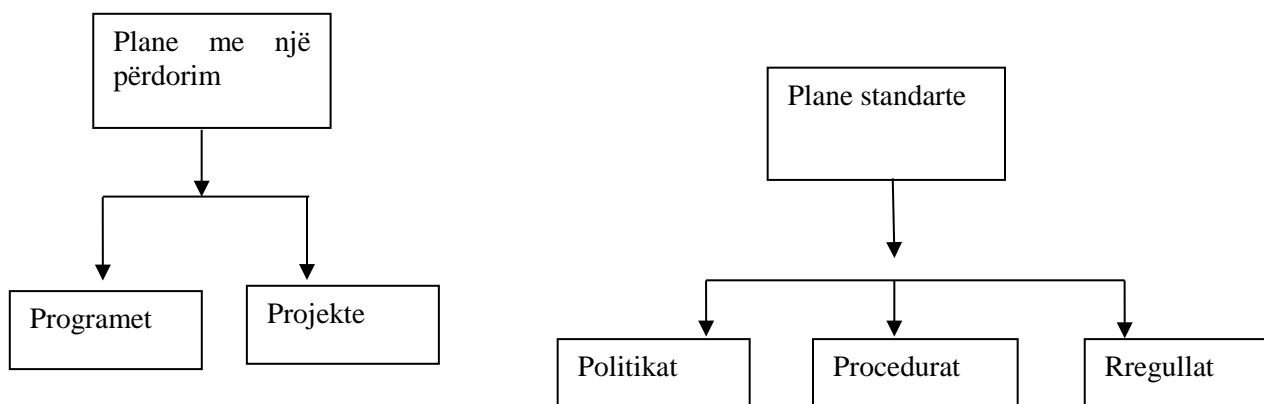 Plane me një
përdorim
Plane standarte
Programet
Projekte
Politikat
Procedurat
Rregullat